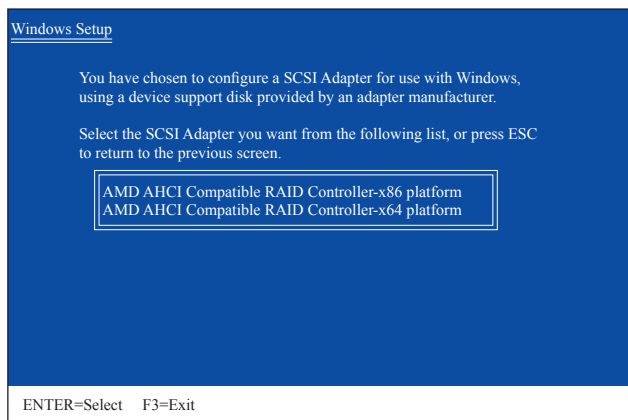 Windows Setup
You have chosen to configure a SCSI Adapter for use with Windows,
using a device support disk provided by an adapter manufacturer.
Select the SCSI Adapter you want from the following list, or press ESC
to return to the previous screen.
AMD AHCI Compatible RAID Controller-x86 platform
AMD AHCI Compatible RAID Controller-x64 platform
ENTER=Select F3=Exit